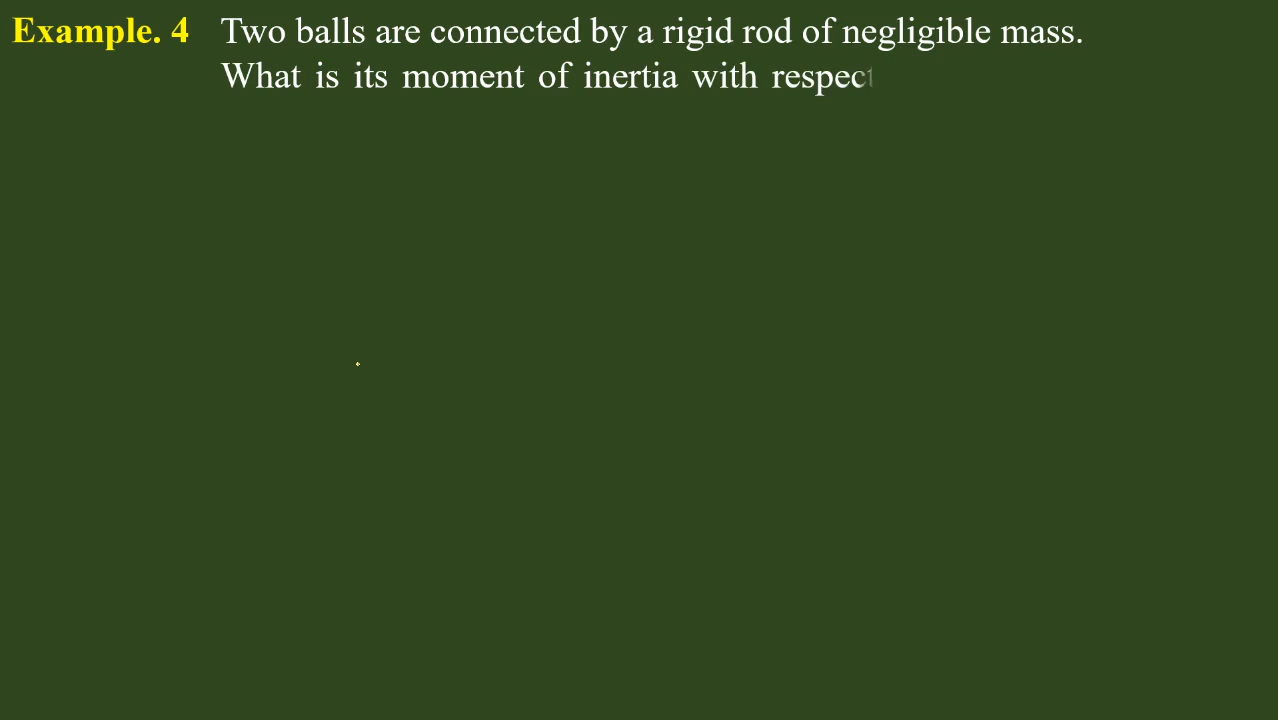 Example. 4 Two balls are connected by a rigid rod of negligible mass.
What is its moment of inertia with respect